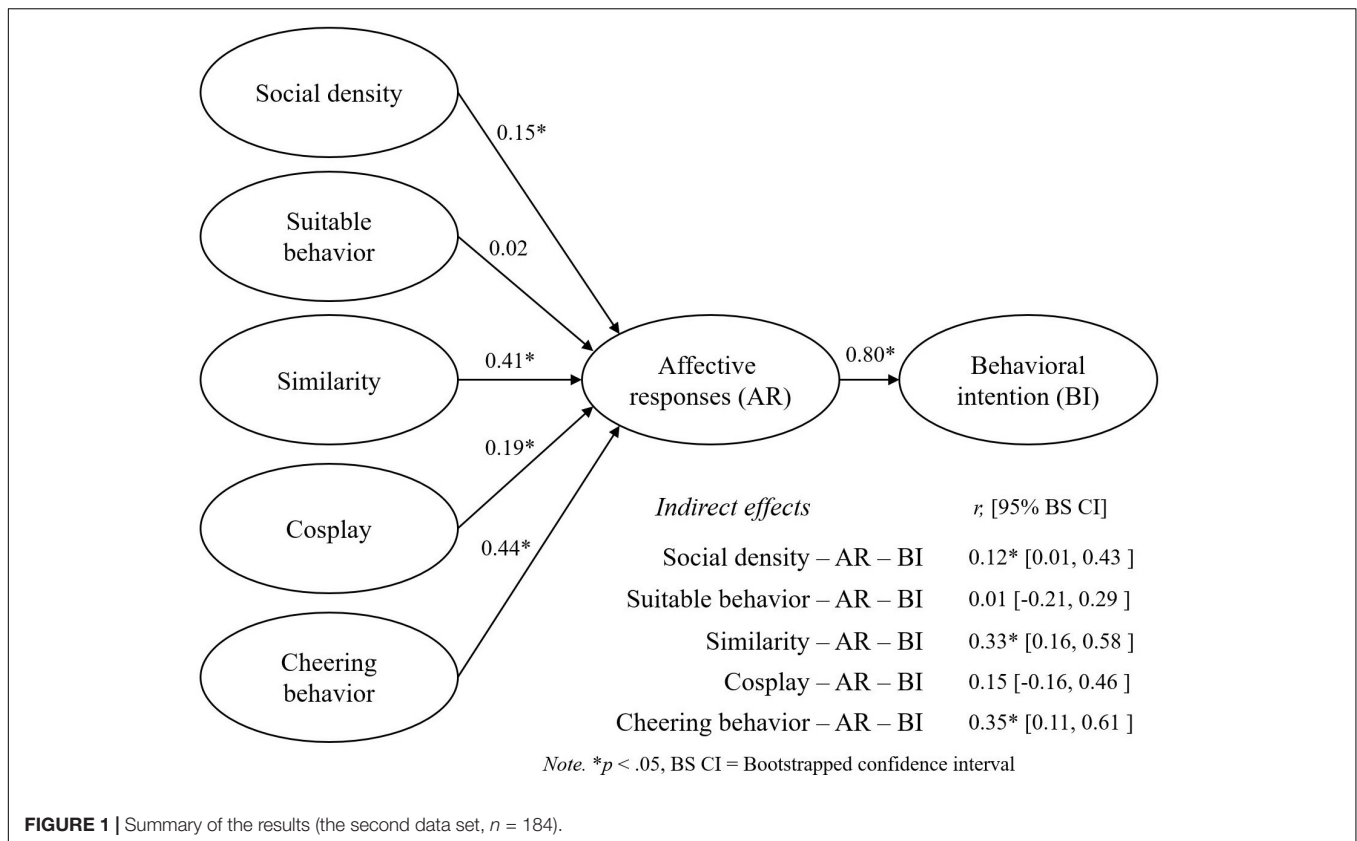 Social density
0.15*
Suitable
behavior
0.02
Similarity
0.41*
Affective
responses (AR)
0.80*
Behavioral
intention (BI)
Cosplay
0.19*
Cheering
behavior
0.44*
Indirect effects r, [95% BS CI]
Social density – AR – BI 0.12* [0.01, 0.43 ]
Suitable behavior – AR – BI 0.01 [-0.21, 0.29 ]
Similarity – AR – BI 0.33* [0.16, 0.58 ]
Cosplay – AR – BI 0.15 [-0.16, 0.46 ]
Cheering behavior – AR – BI 0.35* [0.11, 0.61 ]
Note. *p < .05, BS CI = Bootstrapped confidence interval
FIGURE 1 | Summary of the results (the second data set, n = 184).